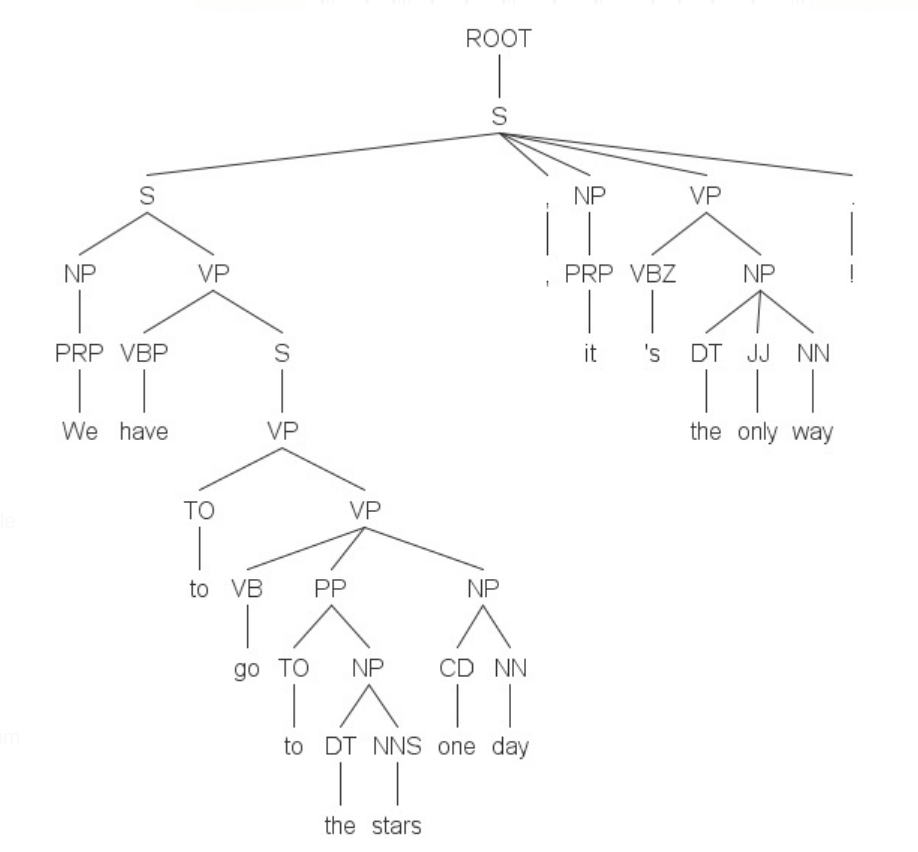 ROOT
S
S , NP VP .
NP VP , PRP VBZ NP !
PRP VBP S it 's DT JJ NN
We have VP the only way
TO VP
to VB PP NP
go TO NP CD NN
to DT NNS one day
the stars